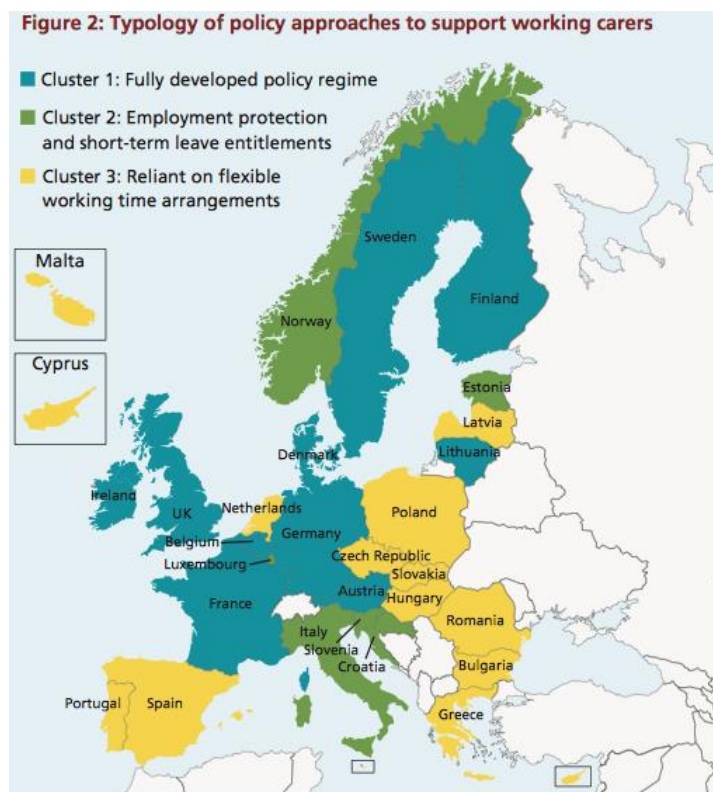 Figure 2: Typology of policy approaches to support working carers
Cluster 1: Fully developed policy regime
Cluster 2: Employment protection
and short-term leave entitlements
Cluster 3: Reliant on flexible
working time arrangements
Malta
Cyprus
Sweden
Finland
Norway
Estonia
Latvia
Lithuania
Denmark
Ireland
UK
Netherlands
Belgium
Luxembourg
Germany
Poland
Czech Republic
Slovakia
Austria
Hungary
France
Italy
Slovenia
Croatia
Romania
Bulgaria
Portugal
Spain
Greece